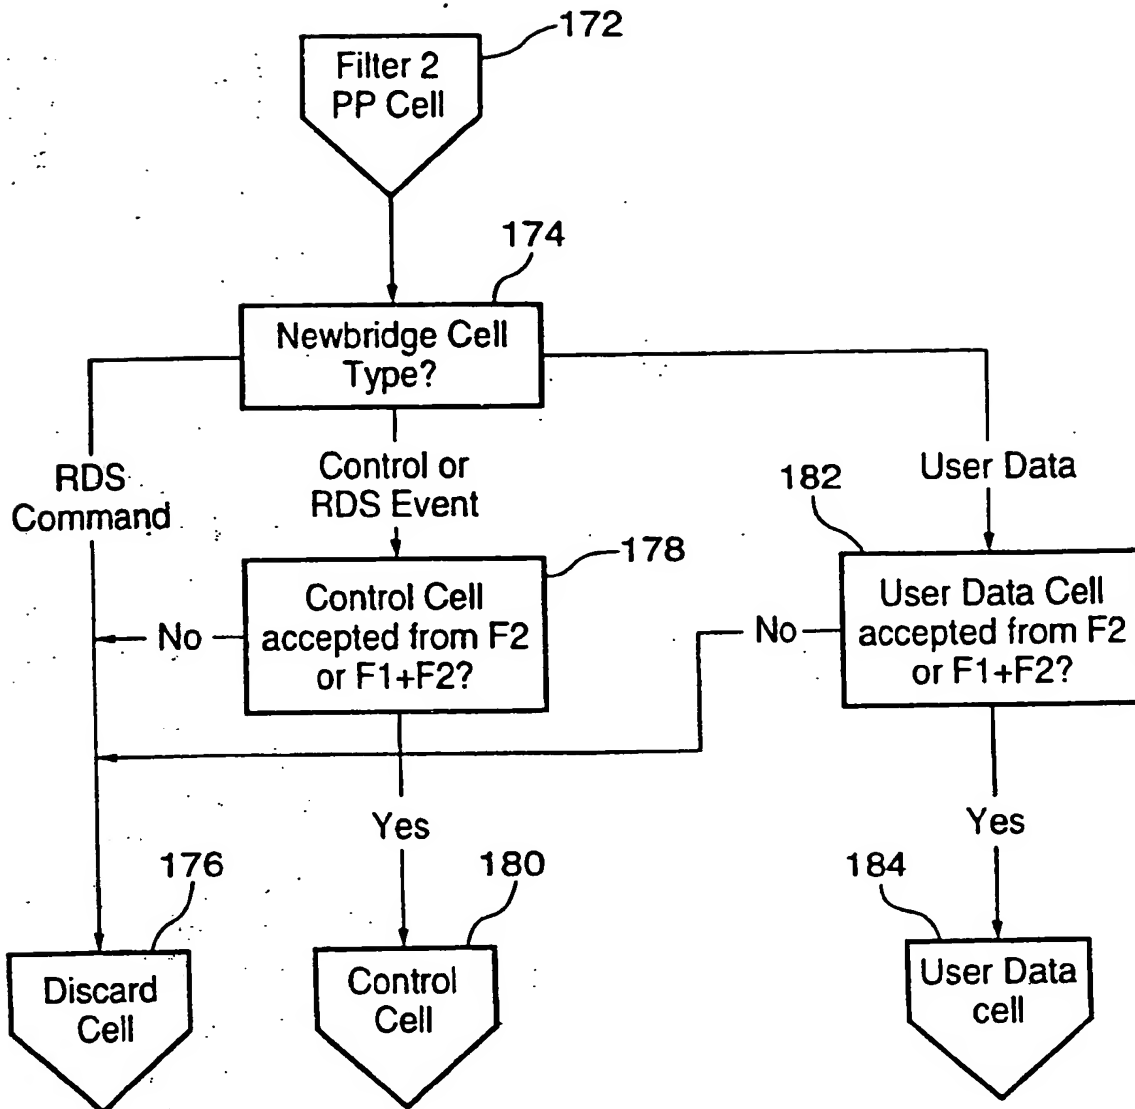 172
Filter 2
PP Cell
174
Newbridge Cell
Type?
RDS
Command
Control or
RDS Event
User Data
182
178
Control Cell
accepted from F2
or F1+F2?
No
User Data Cell
accepted from F2
or F1+F2?
No
Yes
Yes
176
180
184
Discard
Cell
Control
Cell
User Data
cell